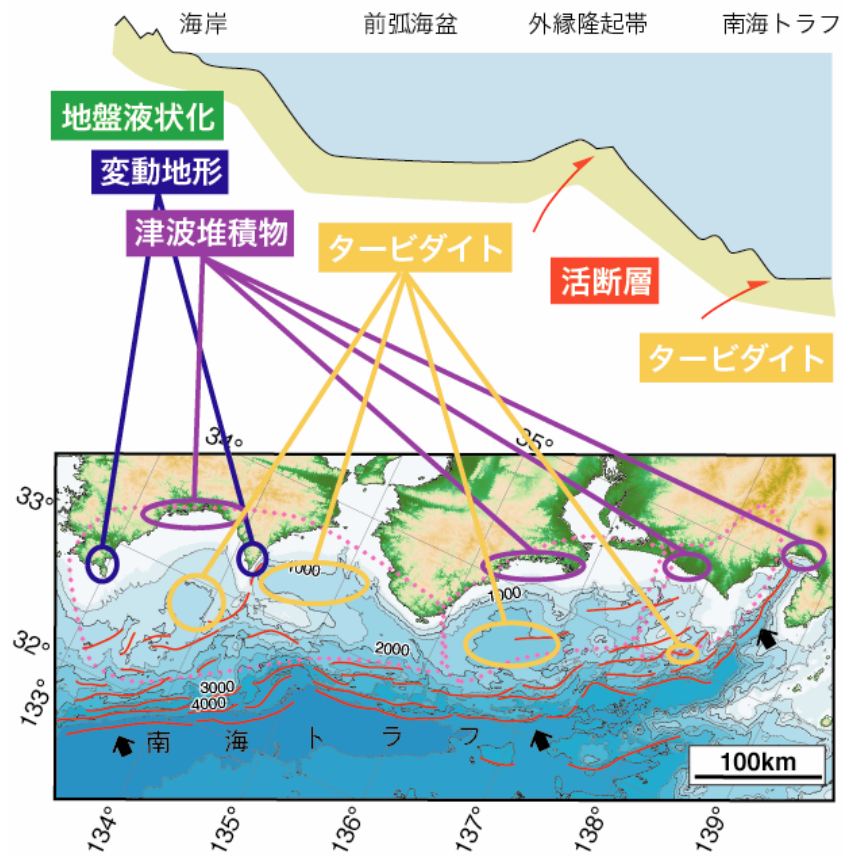 海岸
前弧海盆
外縁隆起帯
南海トラフ
地盤液状化
変動地形
津波堆積物
タービダイト
活断層
タービダイト
34°
35°
33°
32°
133°
1000
1000
2000
3000
4000
南海トラフ
100km
134°
135°
136°
137°
138°
139°